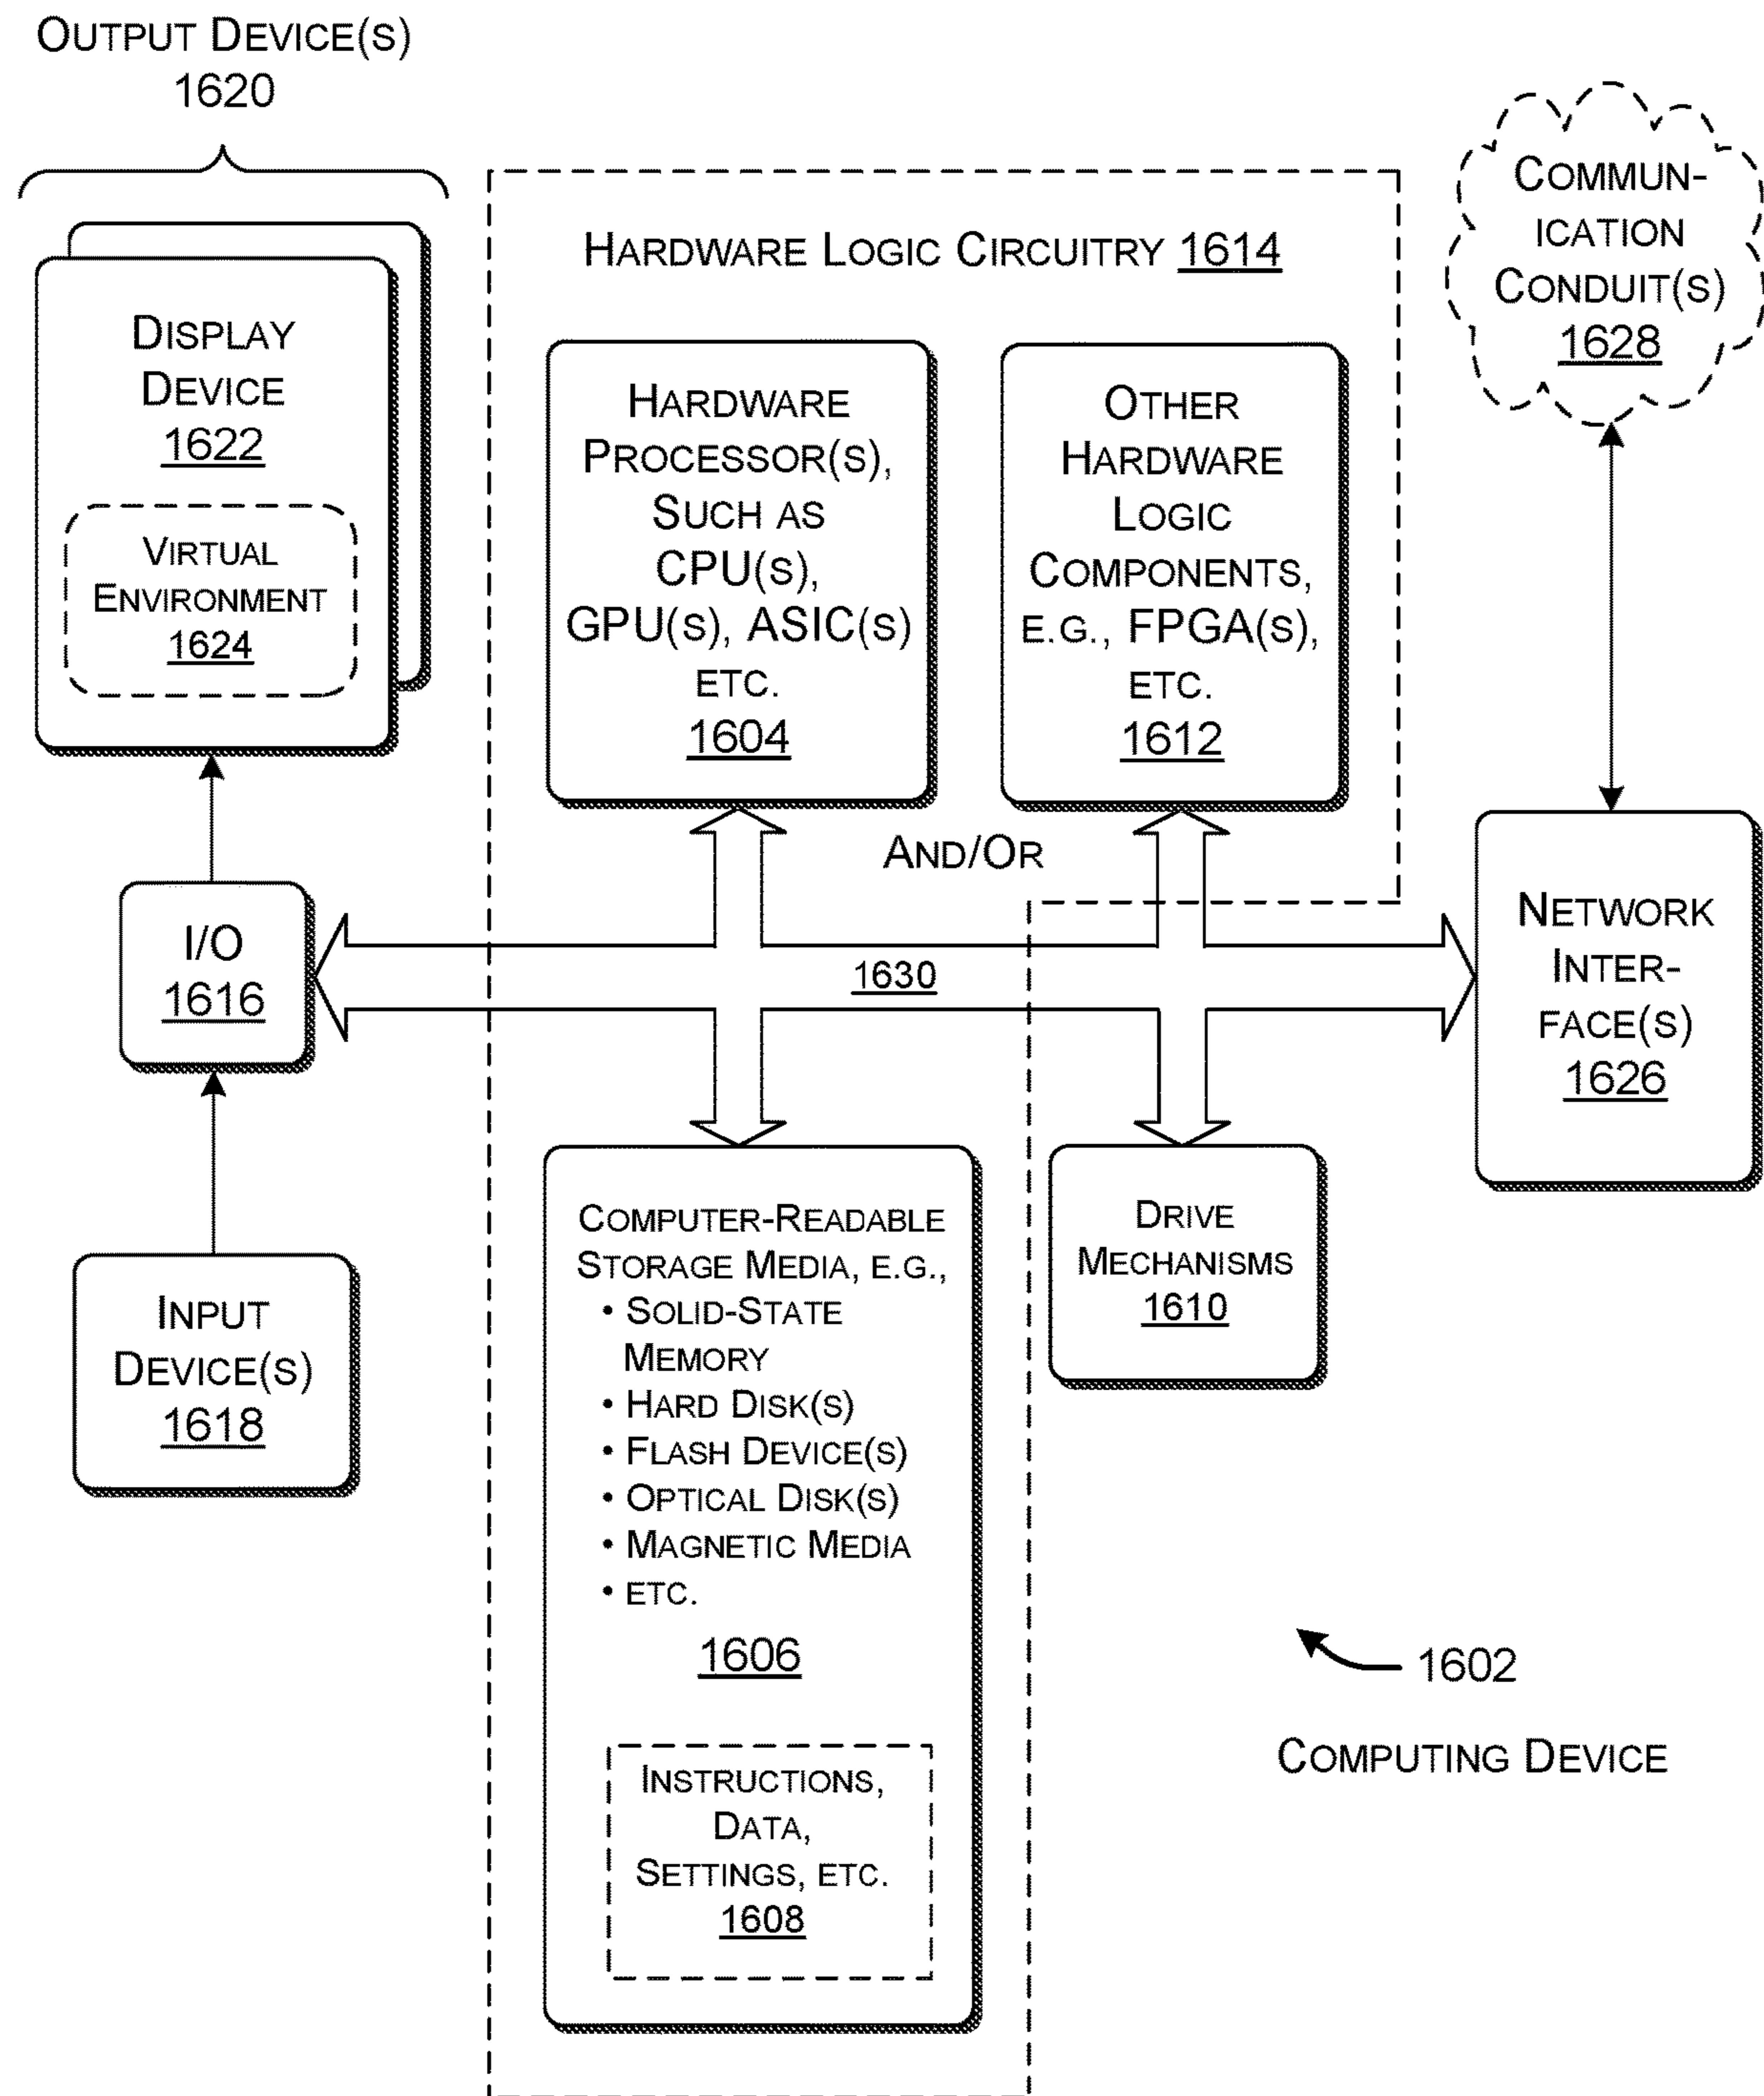 OUTPUT DEVICE(S)
1620
DISPLAY
DEVICE
1622
VIRTUAL
ENVIRONMENT
1624
I/O
1616
INPUT
DEVICE(S)
1618
HARDWARE LOGIC CIRCUITRY 1614
HARDWARE
PROCESSOR(S),
SUCH AS
CPU(S),
GPU(S), ASIC(S)
ETC.
1604
OTHER
HARDWARE
LOGIC
COMPONENTS,
E.G., FPGA(S),
ETC.
1612
AND/OR
1630
COMPUTER-READABLE
STORAGE MEDIA, E.G.,
• SOLID-STATE
MEMORY
• HARD DISK(S)
• FLASH DEVICE(S)
• OPTICAL DISK(S)
• MAGNETIC MEDIA
• ETC.
1606
INSTRUCTIONS,
DATA,
SETTINGS, ETC.
1608
DRIVE
MECHANISMS
1610
COMMUN-
ICATION
CONDUIT(S)
1628
NETWORK
INTER-
FACE(S)
1626
1602
COMPUTING DEVICE